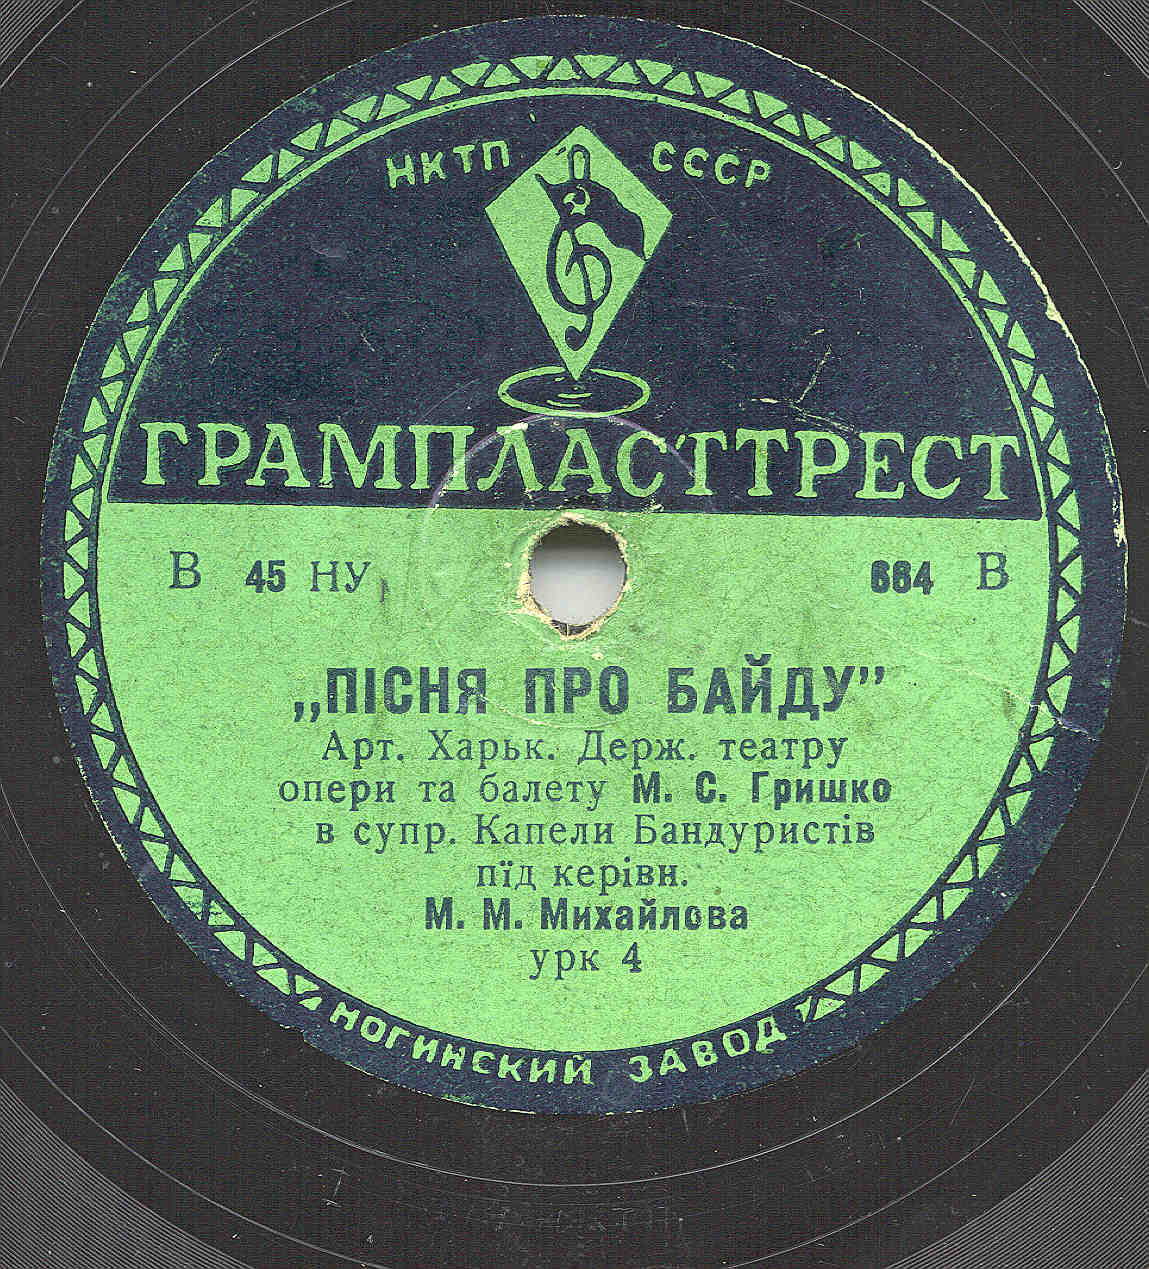 НКТП СССР
ГРАМПЛАСТТРЕСТ
В 45 НУ 664 В
„ПІСНЯ ПРО БАЙДУ”
Арт. Харьк. Держ. театру
опери та балету М. С. Гришко
в супр. Капели Бандуристів
пїд керівн.
М. М. Михайлова
урк 4
НОГИНСКИЙ ЗАВОД